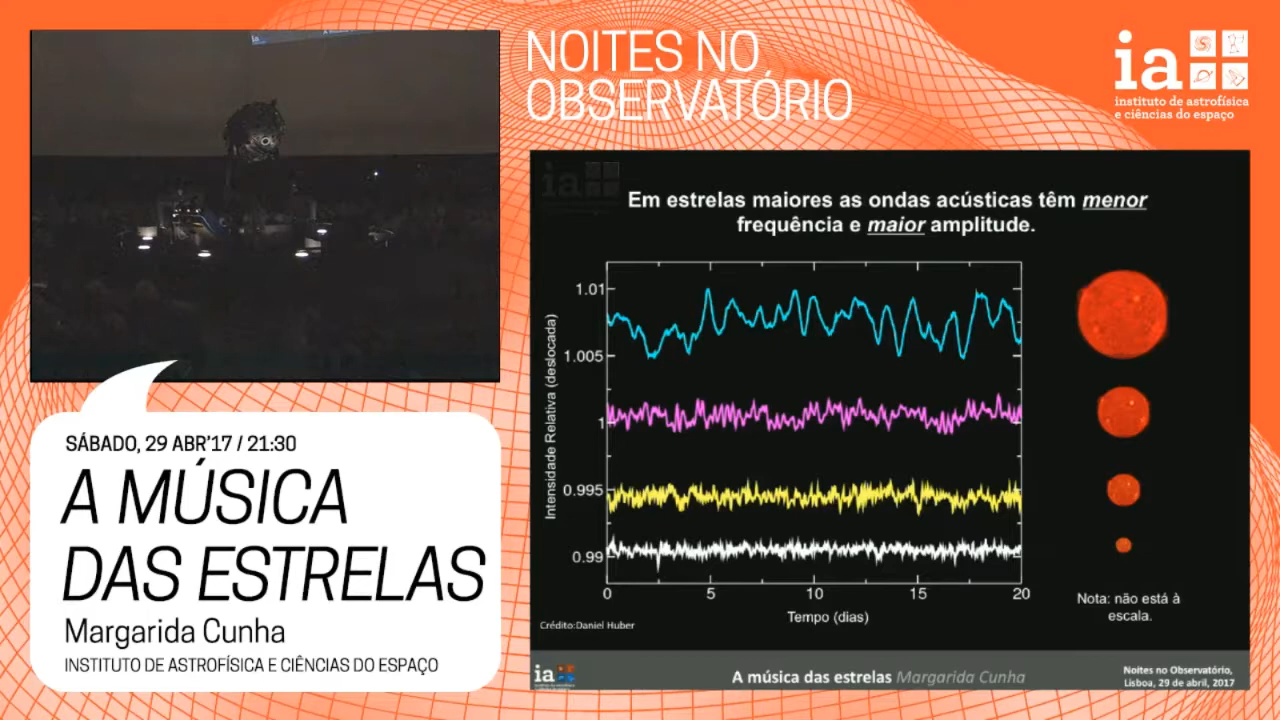 NOITES NO
OBSERVATÓRIO
ia
instituto de astrofísica
e ciências do espaço
SÁBADO, 29 ABR'17 / 21:30
A MÚSICA
DAS ESTRELAS
Margarida Cunha
INSTITUTO DE ASTROFÍSICA E CIÊNCIAS DO ESPAÇO
ia
Em estrelas maiores as ondas acústicas têm menor
frequência e maior amplitude.
Intensidade Relativa (deslocada)
1.01
1.005
1
0.995
0.99
0 5 10 15 20
Tempo (dias)
Crédito:Daniel Huber
Nota: não está à
escala.
ia
A música das estrelas Margarida Cunha
Noites no Observatório,
Lisboa, 29 de abril, 2017